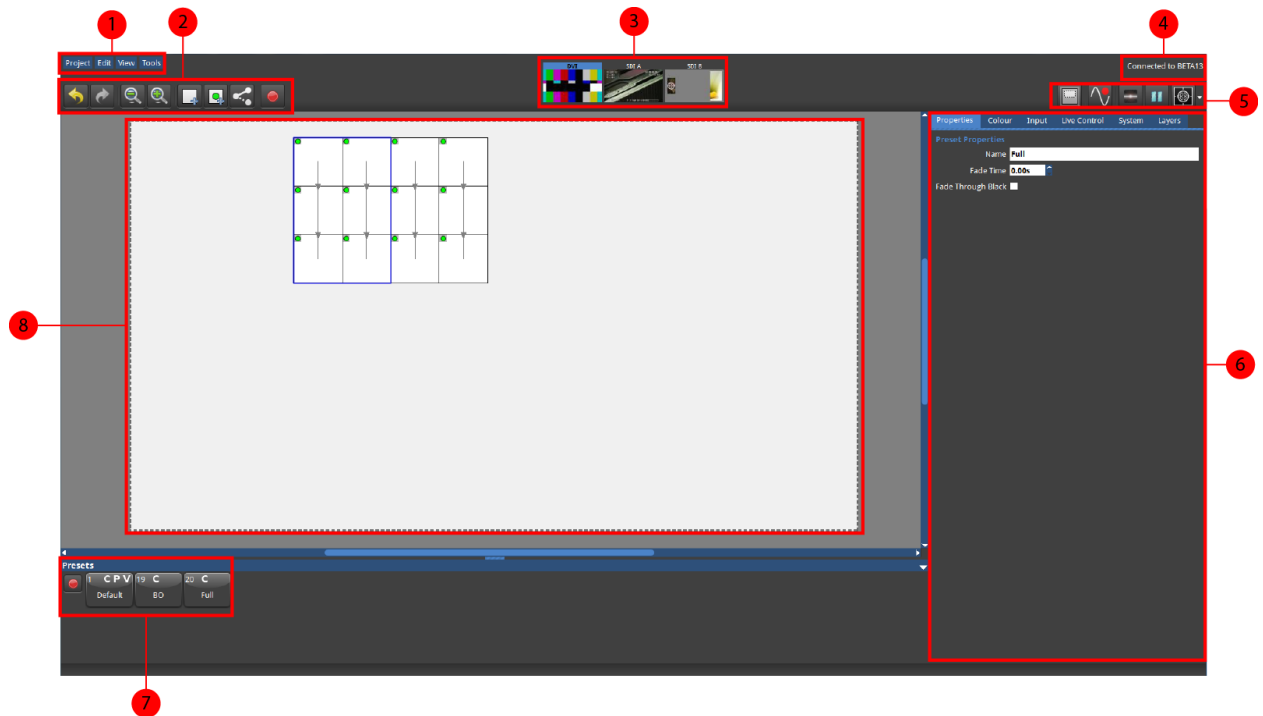 1
2
3
4
Project Edit View Tools
DVI
SDI A
SDI B
Connected to BETA13
5
Properties Colour Input Live Control System Layers
Preset Properties
Name Full
Fade Time 0.00s
Fade Through Black
8
6
Presets
1 C P V
19 C
20 C
Default
BO
Full
7